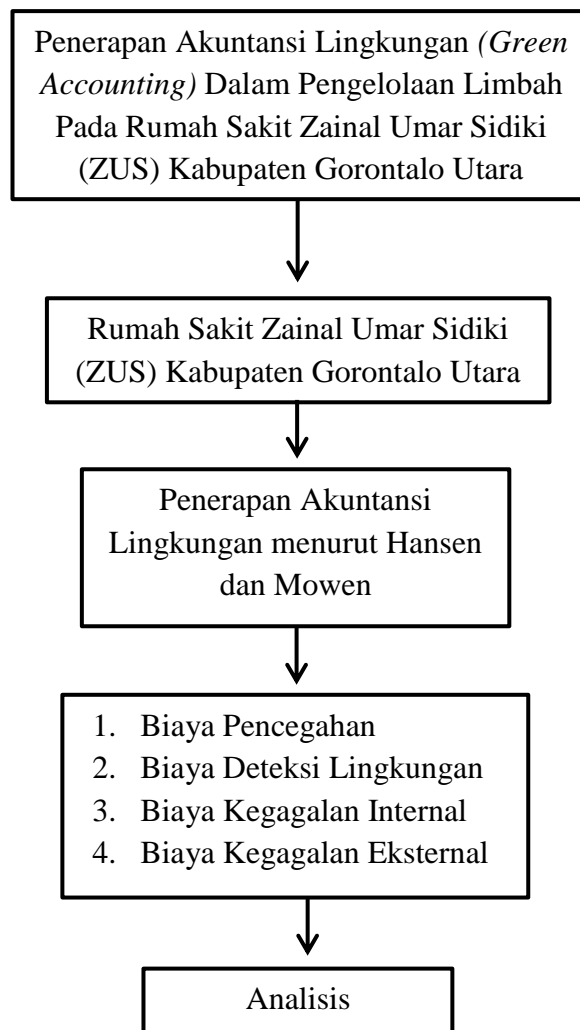 Penerapan Akuntansi Lingkungan (Green
Accounting) Dalam Pengelolaan Limbah
Pada Rumah Sakit Zainal Umar Sidiki
(ZUS) Kabupaten Gorontalo Utara
Rumah Sakit Zainal Umar Sidiki
(ZUS) Kabupaten Gorontalo Utara
Penerapan Akuntansi
Lingkungan menurut Hansen
dan Mowen
1. Biaya Pencegahan
2. Biaya Deteksi Lingkungan
3. Biaya Kegagalan Internal
4. Biaya Kegagalan Eksternal
Analisis